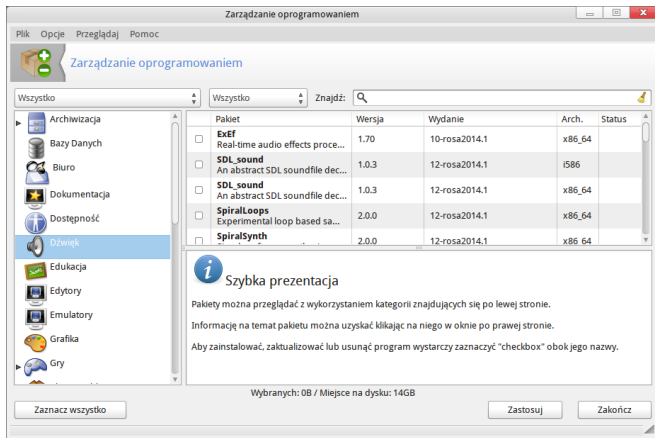 Zarządzanie oprogramowaniem
Plik Opcje Przeglądaj Pomoc
Zarządzanie oprogramowaniem
Wszystko Wszystko Znajdź:
Archiwizacja
Bazy Danych
Biuro
Dokumentacja
Dostępność
Dźwięk
Edukacja
Edytory
Emulatory
Grafika
Gry
Pakiet Wersja Wydanie Arch. Status
ExEf
Real-time audio effects proce... 1.70 10-rosa2014.1 x86_64
SDL_sound
An abstract SDL soundfile dec... 1.0.3 12-rosa2014.1 i586
SDL_sound
An abstract SDL soundfile dec... 1.0.3 12-rosa2014.1 x86_64
SpiralLoops
Experimental loop based sa... 2.0.0 12-rosa2014.1 x86_64
SpiralSynth
2.0.0 12-rosa2014.1 x86_64
Szybka prezentacja
Pakiety można przeglądać z wykorzystaniem kategorii znajdujących się po lewej stronie.
Informację na temat pakietu można uzyskać klikając na niego w oknie po prawej stronie.
Aby zainstalować, zaktualizować lub usunąć program wystarczy zaznaczyć "checkbox" obok jego nazwy.
Wybranych: 0B / Miejsce na dysku: 14GB
Zaznacz wszystko Zastosuj Zakończ